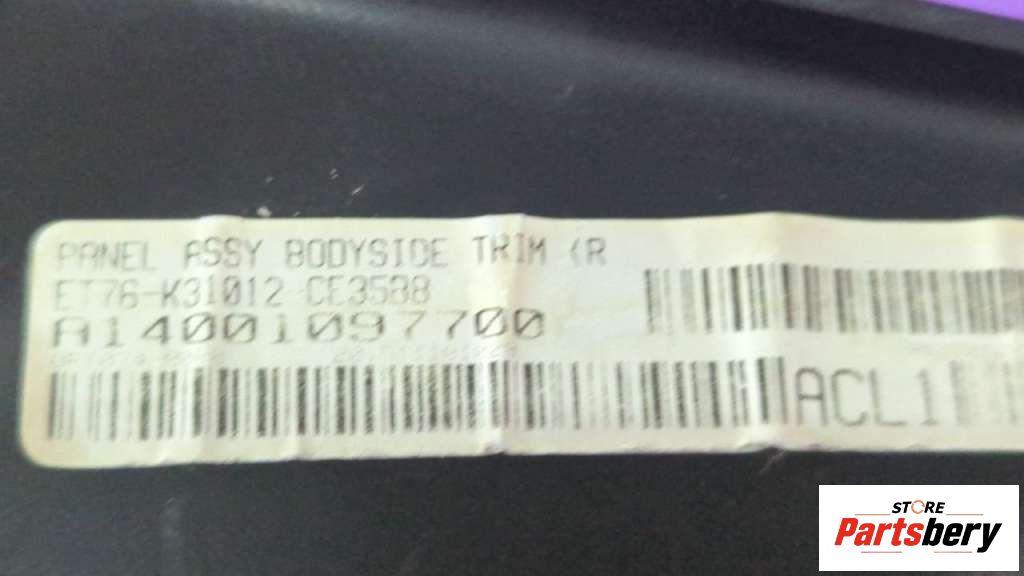 PANEL ASSY BODYSIDE TRIM (R
ET76-K31012-CE35B8
A14001097700
ACL1
STORE
Partsbery